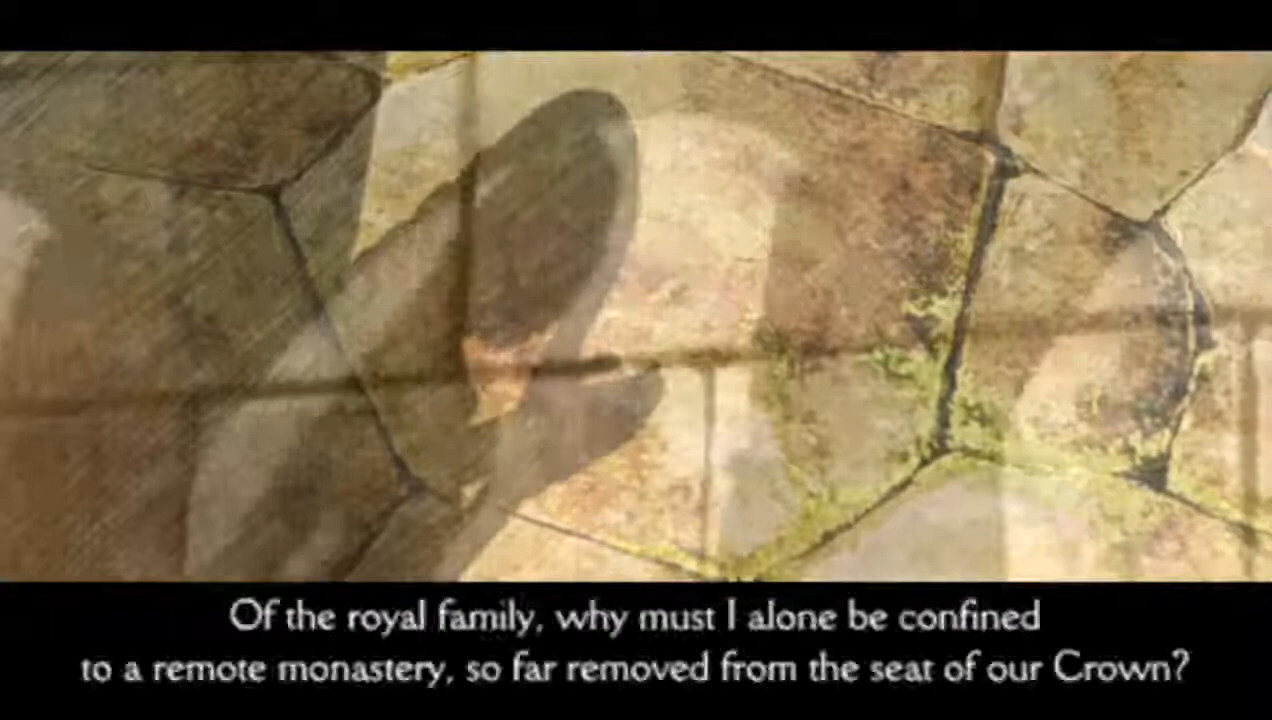 Of the royal family, why must I alone be confined
to a remote monastery, so far removed from the seat of our Crown?